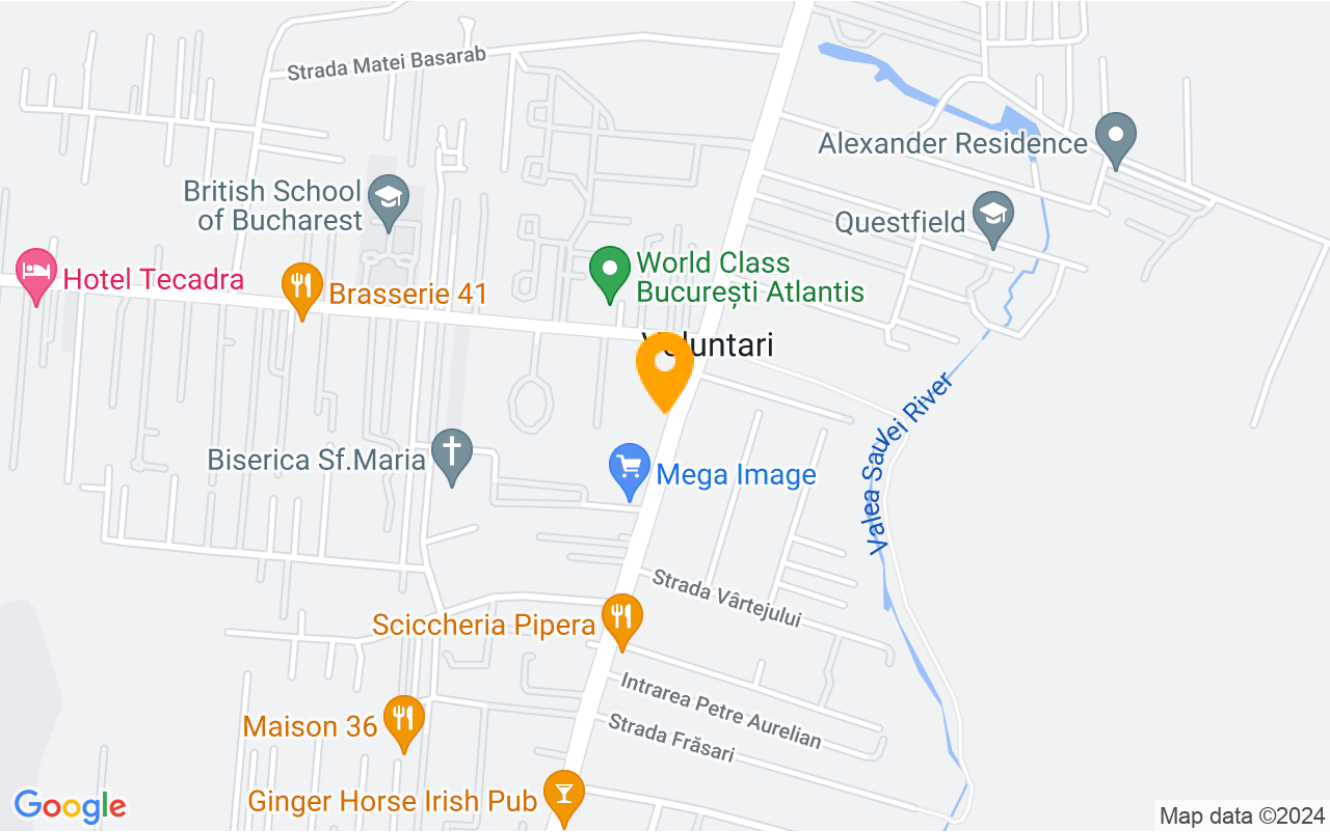 Strada Matei Basarab
Alexander Residence
British School
of Bucharest
Questfield
World Class
București Atlantis
Hotel Tecadra
Brasserie 41
Valea Saulei River
Biserica Sf.Maria
Mega Image
Strada Vârtejului
Sciccheria Pipera
Intrarea Petre Aurelian
Strada Frăsari
Maison 36
Ginger Horse Irish Pub
Google
Map data ©2024